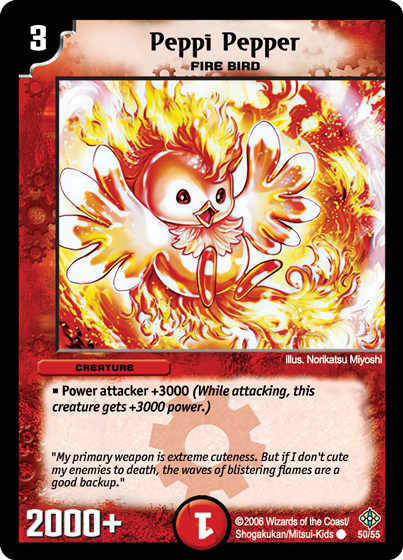 3
Peppi Pepper
FIRE BIRD
illus. Norikatsu Miyoshi
CREATURE
▪ Power attacker +3000 (While attacking, this
creature gets +3000 power.)
"My primary weapon is extreme cuteness. But if I don't cute
my enemies to death, the waves of blistering flames are a
good backup."
2000+
1
©2006 Wizards of the Coast/
Shogakukan/Mitsui-Kids
50/55